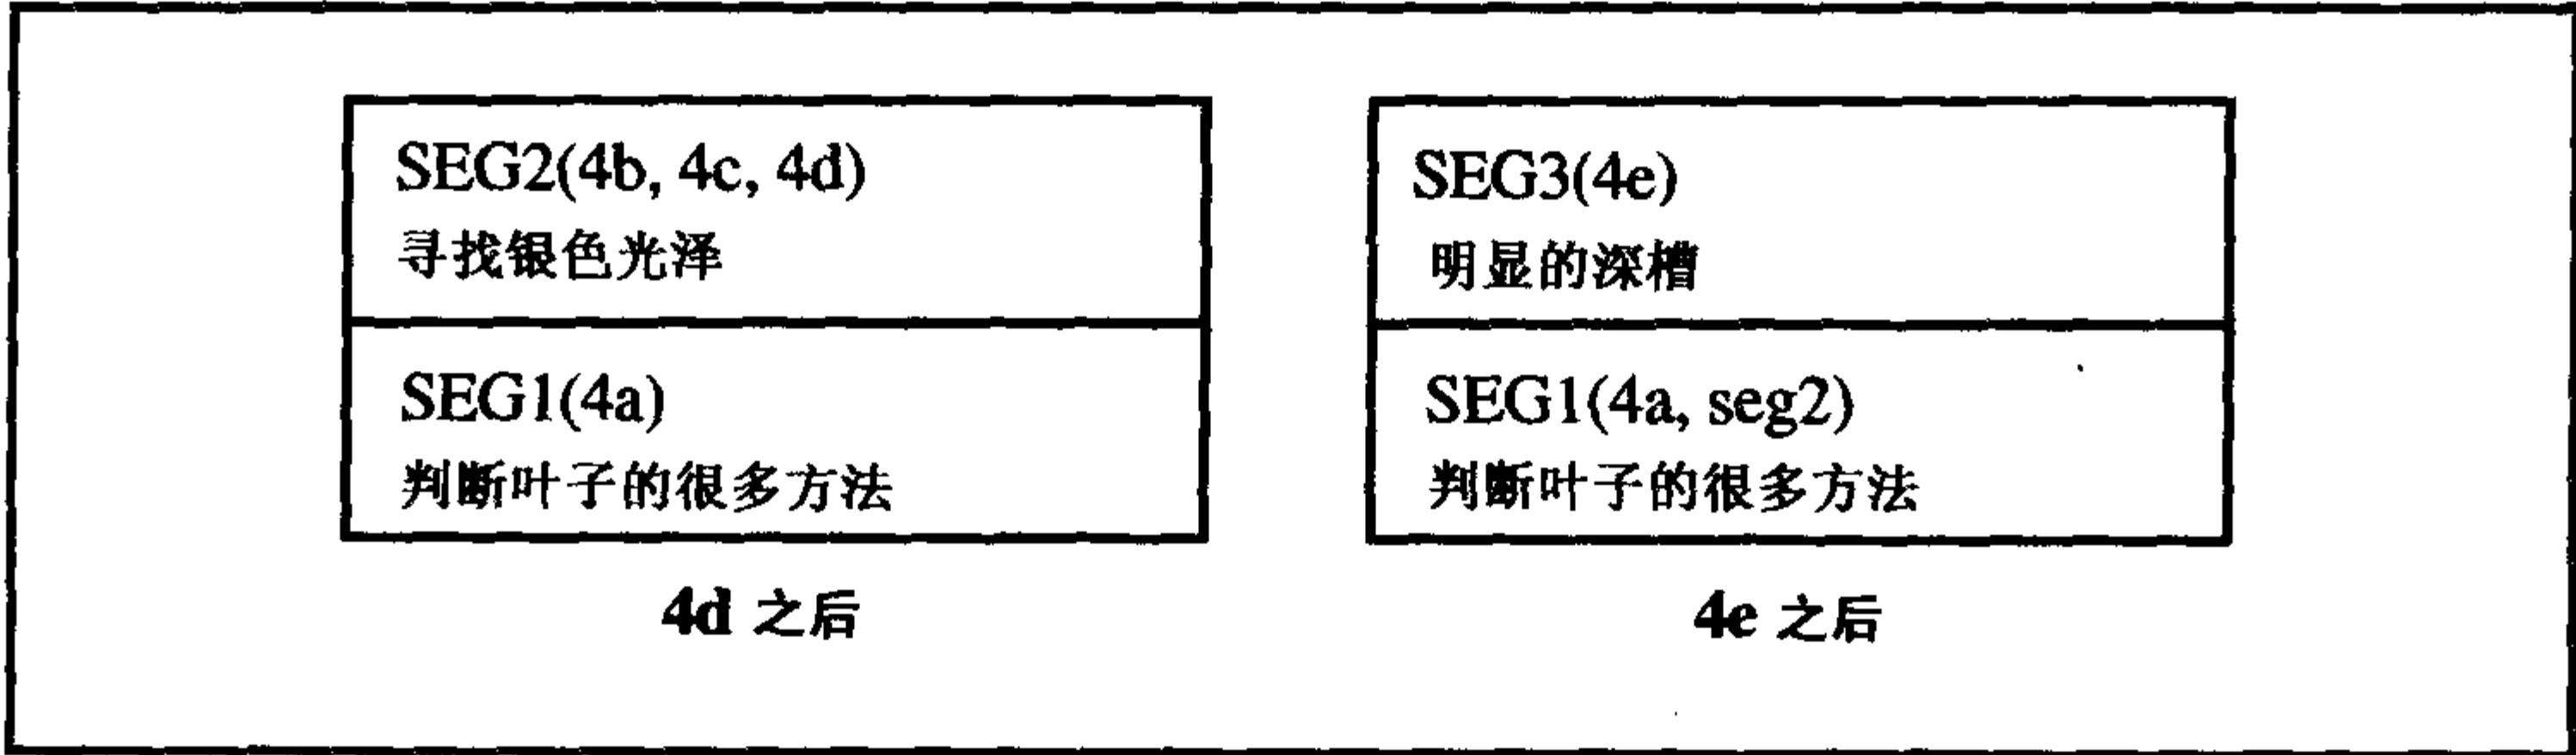 SEG2(4b, 4c, 4d)
寻找银色光泽
SEG1(4a)
判断叶子的很多方法
4d 之后
SEG3(4e)
明显的深槽
SEG1(4a, seg2)
判断叶子的很多方法
4e 之后